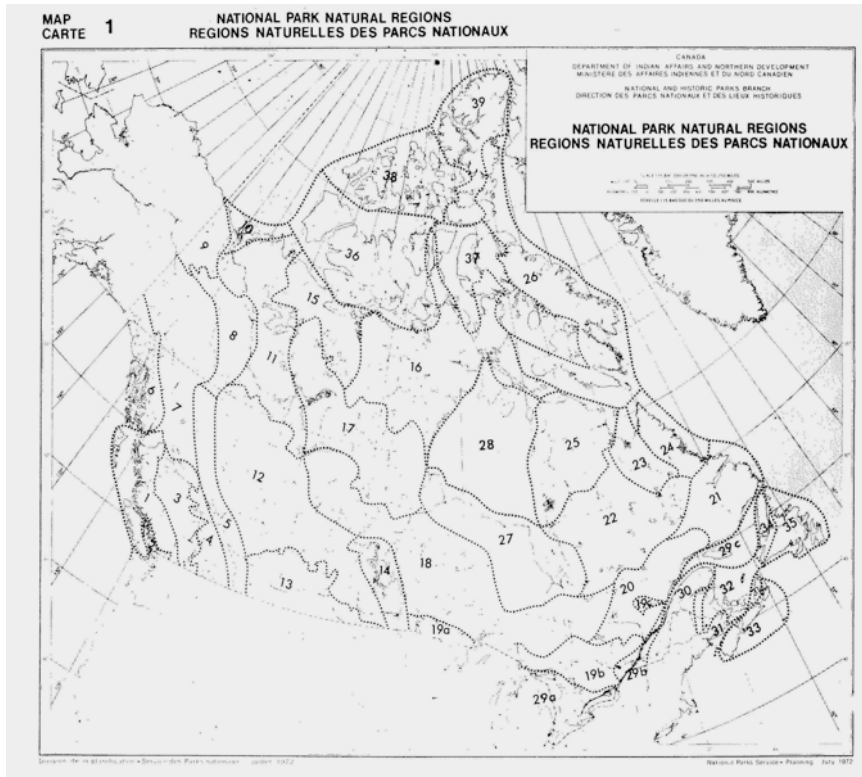 MAP 1 NATIONAL PARK NATURAL REGIONS
CARTE REGIONS NATURELLES DES PARCS NATIONAUX
CANADA
DEPARTMENT OF INDIAN AFFAIRS AND NORTHERN DEVELOPMENT
MINISTERE DES AFFAIRES INDIENNES ET DU NORD CANADIEN
NATIONAL AND HISTORIC PARKS BRANCH
DIRECTION DES PARCS NATIONAUX ET DES LIEUX HISTORIQUES
NATIONAL PARK NATURAL REGIONS
REGIONS NATURELLES DES PARCS NATIONAUX
39
38
10
9
36
37
26
15
8
11
16
6
7
17
28
25
23
24
12
1
3
5
4
22
21
34
35
27
29c
18
14
13
20
30
32
31
33
19a
19b
29b
29a
National Parks Service - Planning July 1972